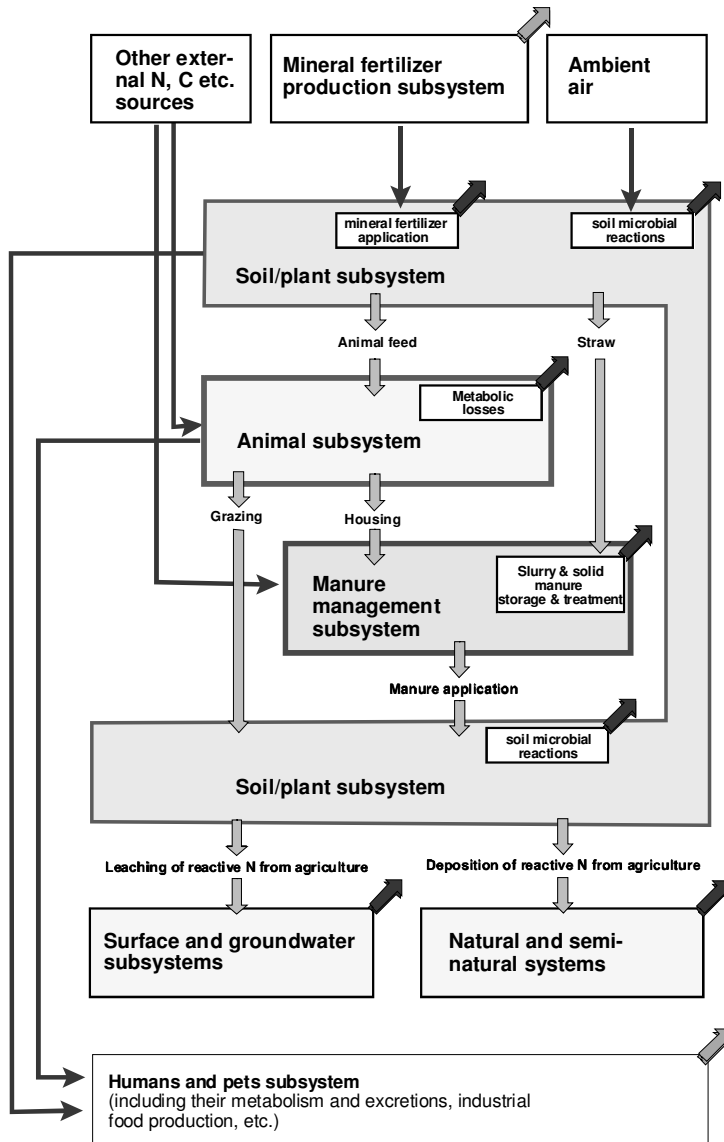 Other exter-
nal N, C etc.
sources
Mineral fertilizer
production subsystem
Ambient
air
mineral fertilizer
application
soil microbial
reactions
Soil/plant subsystem
Animal feed
Straw
Metabolic
losses
Animal subsystem
Grazing
Housing
Slurry & solid
manure
storage & treatment
Manure
management
subsystem
Manure application
soil microbial
reactions
Soil/plant subsystem
Leaching of reactive N from agriculture
Deposition of reactive N from agriculture
Surface and groundwater
subsystems
Natural and semi-
natural systems
Humans and pets subsystem
(including their metabolism and excretions, industrial
food production, etc.)